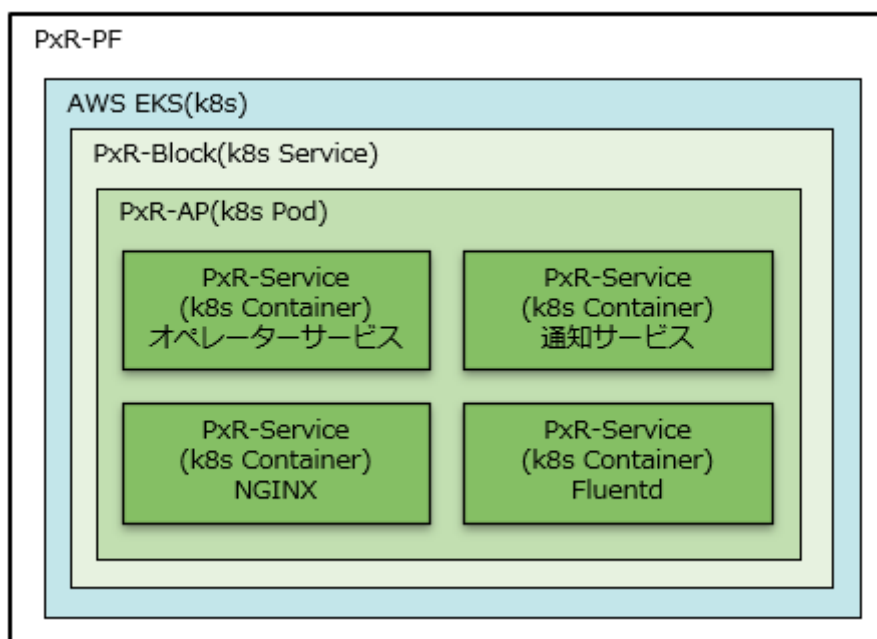 PxR-PF
AWS EKS(k8s)
PxR-Block(k8s Service)
PxR-AP(k8s Pod)
PxR-Service
(k8s Container)
オペレーターサービス
PxR-Service
(k8s Container)
通知サービス
PxR-Service
(k8s Container)
NGINX
PxR-Service
(k8s Container)
Fluentd